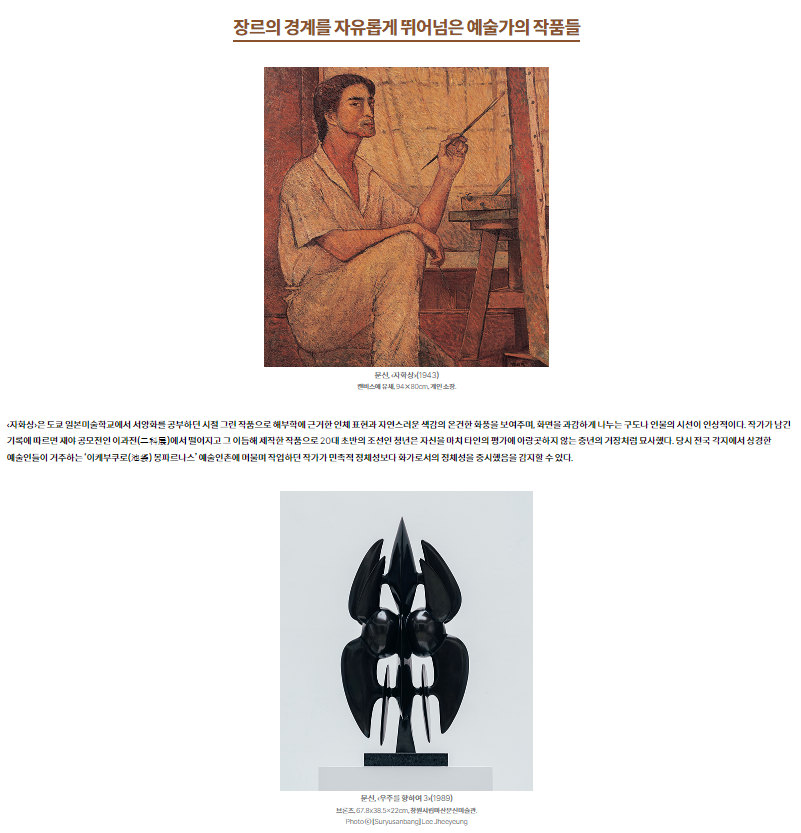 장르의 경계를 자유롭게 뛰어넘은 예술가의 작품들
문신, ‹자화상›(1943)
캔버스에 유채, 94×80cm, 개인 소장.
‹자화상›은 도쿄 일본미술학교에서 서양화를 공부하던 시절 그린 작품으로 해부학에 근거한 인체 표현과 자연스러운 색감의 온건한 화풍을 보여주며, 화면을 과감하게 나누는 구도나 인물의 시선이 인상적이다. 작가가 남긴
기록에 따르면 재야 공모전인 이과전(二科展)에서 떨어지고 그 이듬해 제작한 작품으로 20대 초반의 조선인 청년은 자신을 마치 타인의 평가에 아랑곳하지 않는 중년의 거장처럼 묘사했다. 당시 전국 각지에서 상경한
예술인들이 거주하는 ‘이케부쿠로(池袋) 몽파르나스’ 예술인촌에 머물며 작업하던 작가가 민족적 정체성보다 화가로서의 정체성을 중시했음을 감지할 수 있다.
문신, ‹우주를 향하여 3›(1989)
브론즈, 67.8x38.5×22cm, 창원시립마산문신미술관.
Photo ⓒ[Suryusanbang] Lee Jheeyeung